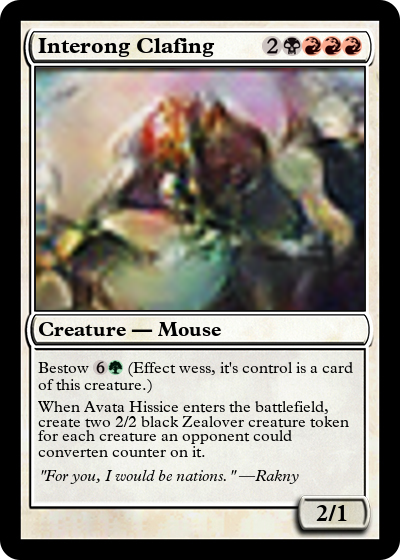 Interong Clafing 2
Creature — Mouse
Bestow 6 (Effect wess, it's control is a card
of this creature.)
When Avata Hissice enters the battlefield,
create two 2/2 black Zealover creature token
for each creature an opponent could
converten counter on it.
"For you, I would be nations." —Rakny
2/1